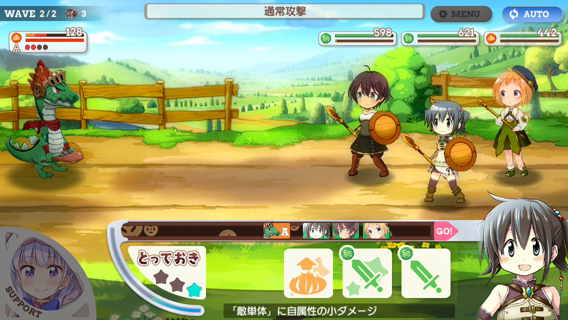 WAVE 2/2 3
通常攻撃
MENU
AUTO
128
598
621
442
A
A
GO!
とっておき
SUPPORT
「敵単体」に自属性の小ダメージ